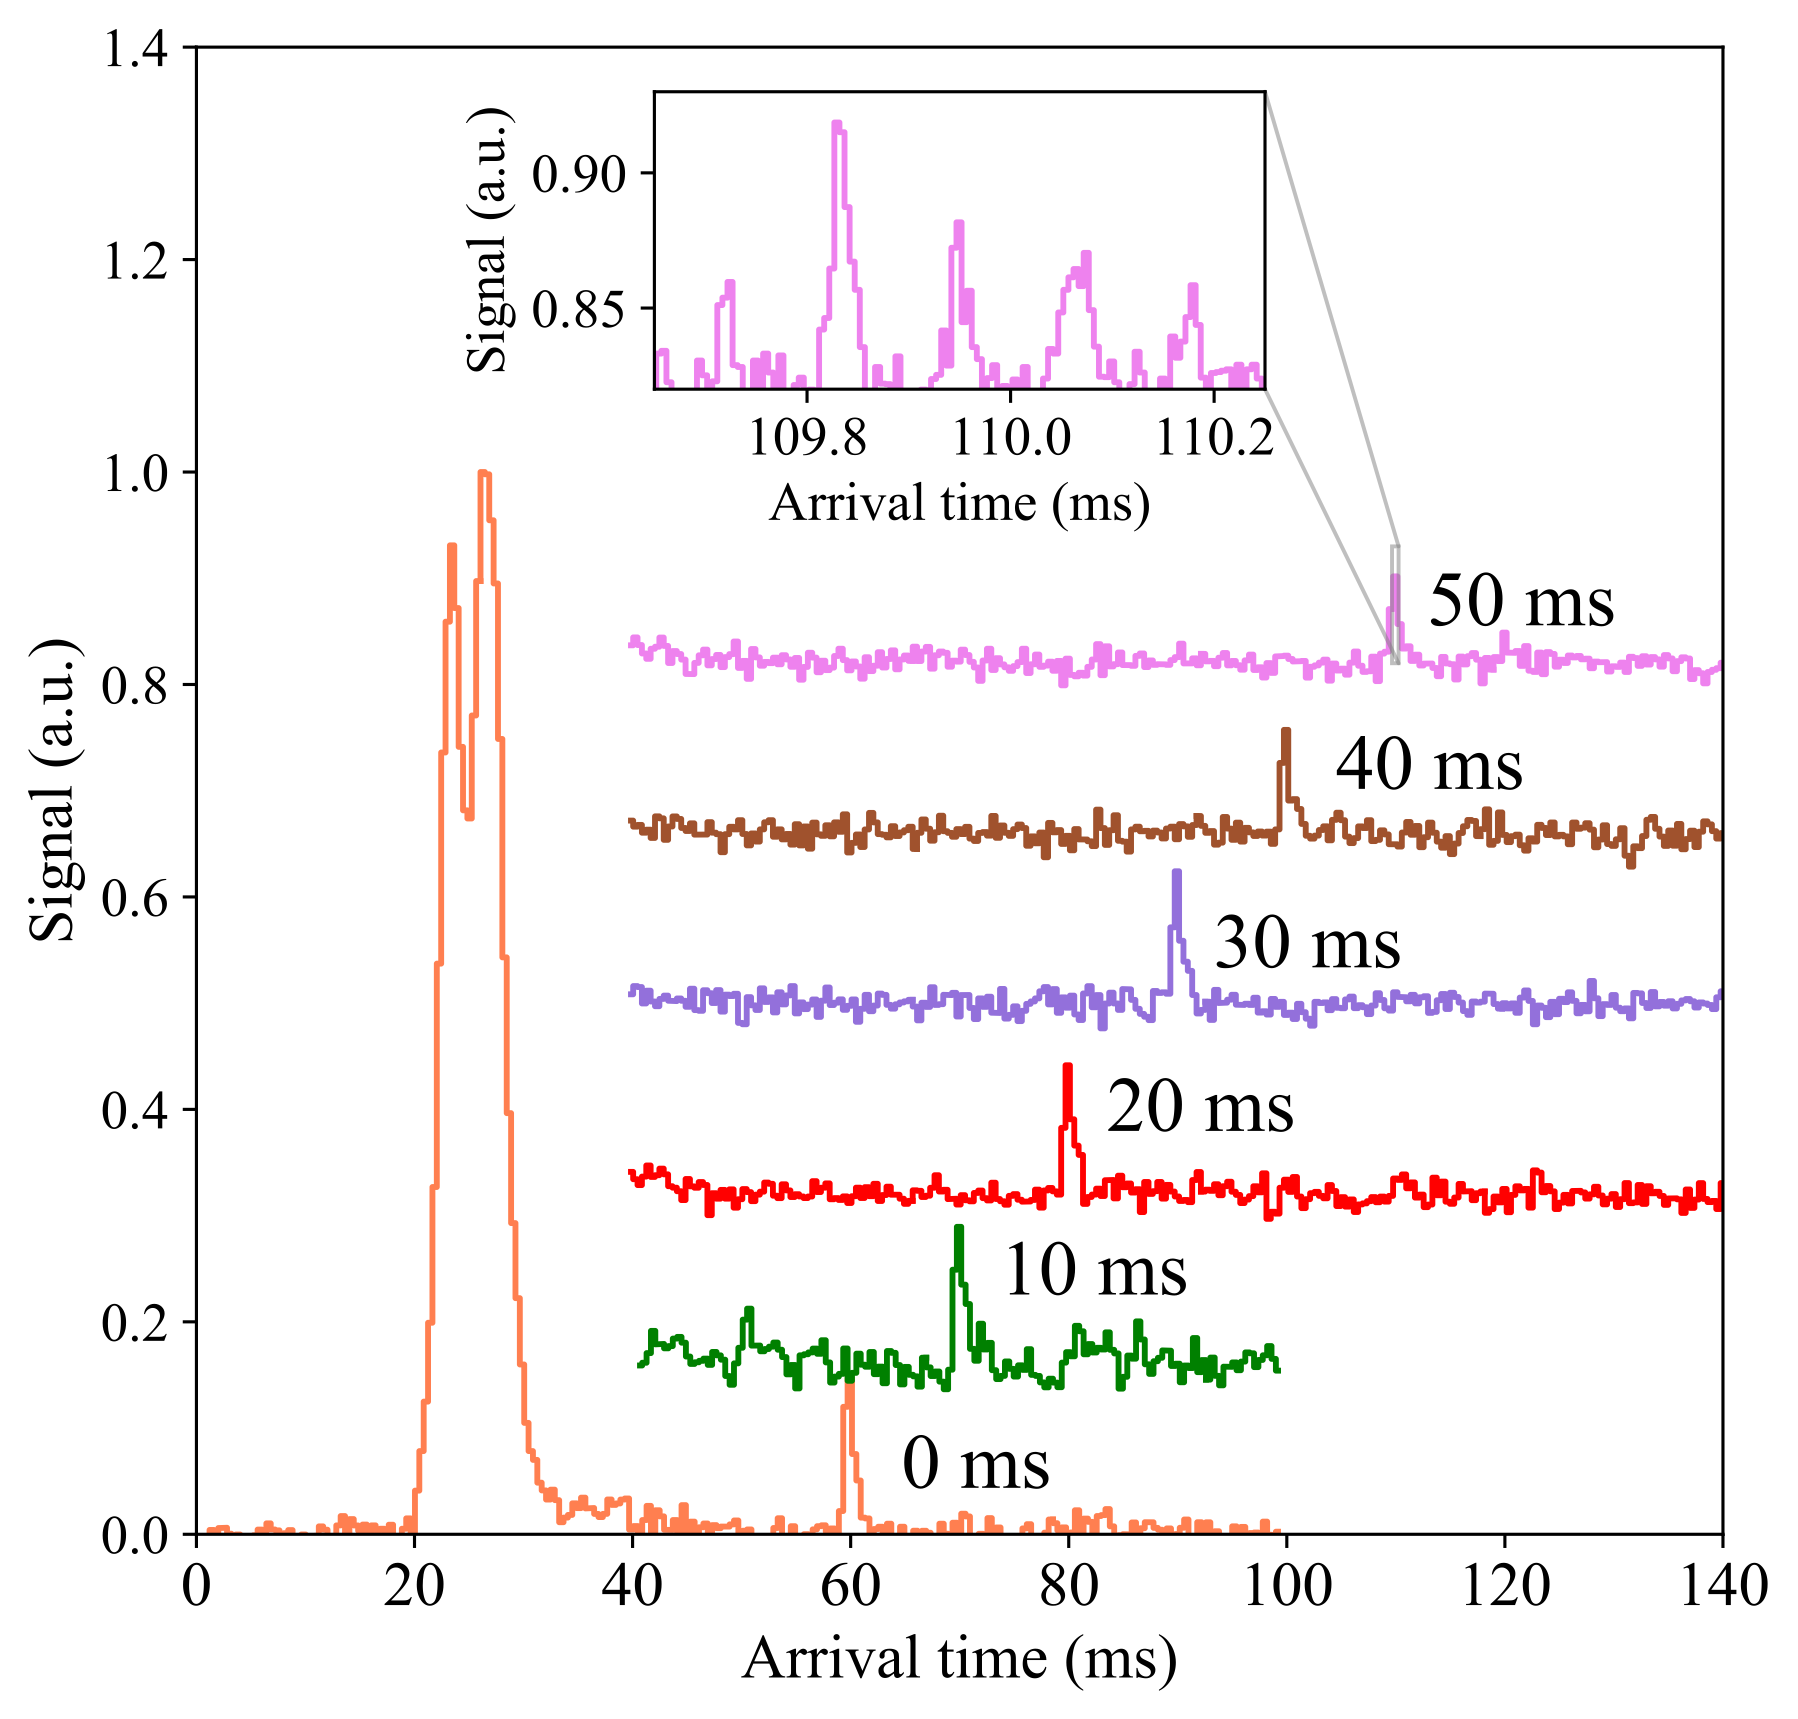 1.4
1.2
1.0
0.8
0.6
0.4
0.2
0.0
Signal (a.u.)
0
20
40
60
80
100
120
140
Arrival time (ms)
Signal (a.u.)
0.90
0.85
109.8
110.0
110.2
Arrival time (ms)
50 ms
40 ms
30 ms
20 ms
10 ms
0 ms